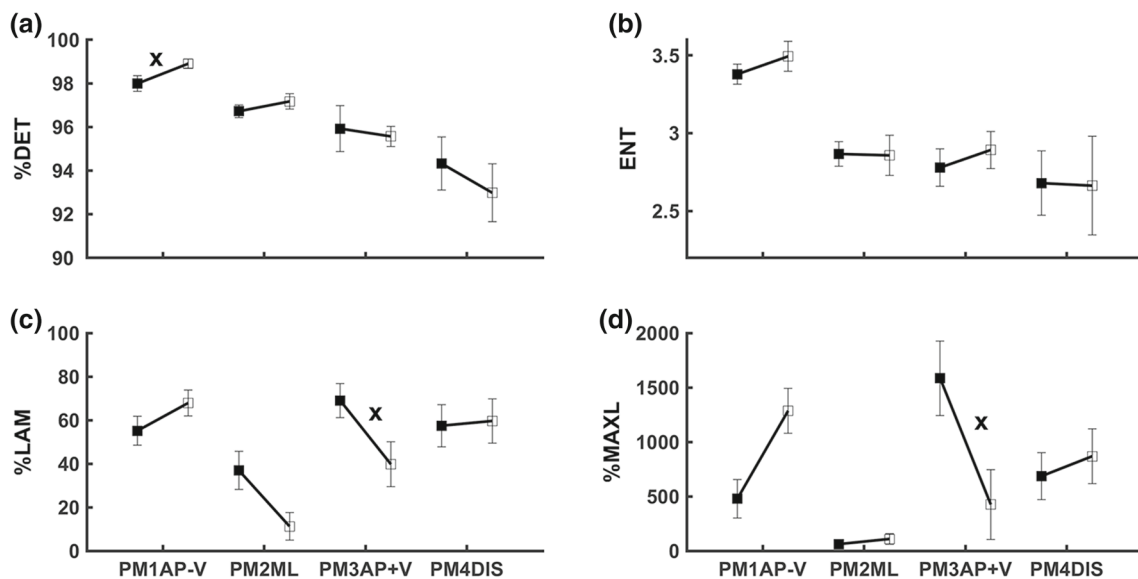 (a)
100
98
96
94
92
90
%DET
x
(b)
3.5
3
2.5
ENT
(c)
100
80
60
40
20
0
%LAM
x
PM1AP-V PM2ML PM3AP+V PM4DIS
(d)
2000
1500
1000
500
0
%MAXL
x
PM1AP-V PM2ML PM3AP+V PM4DIS